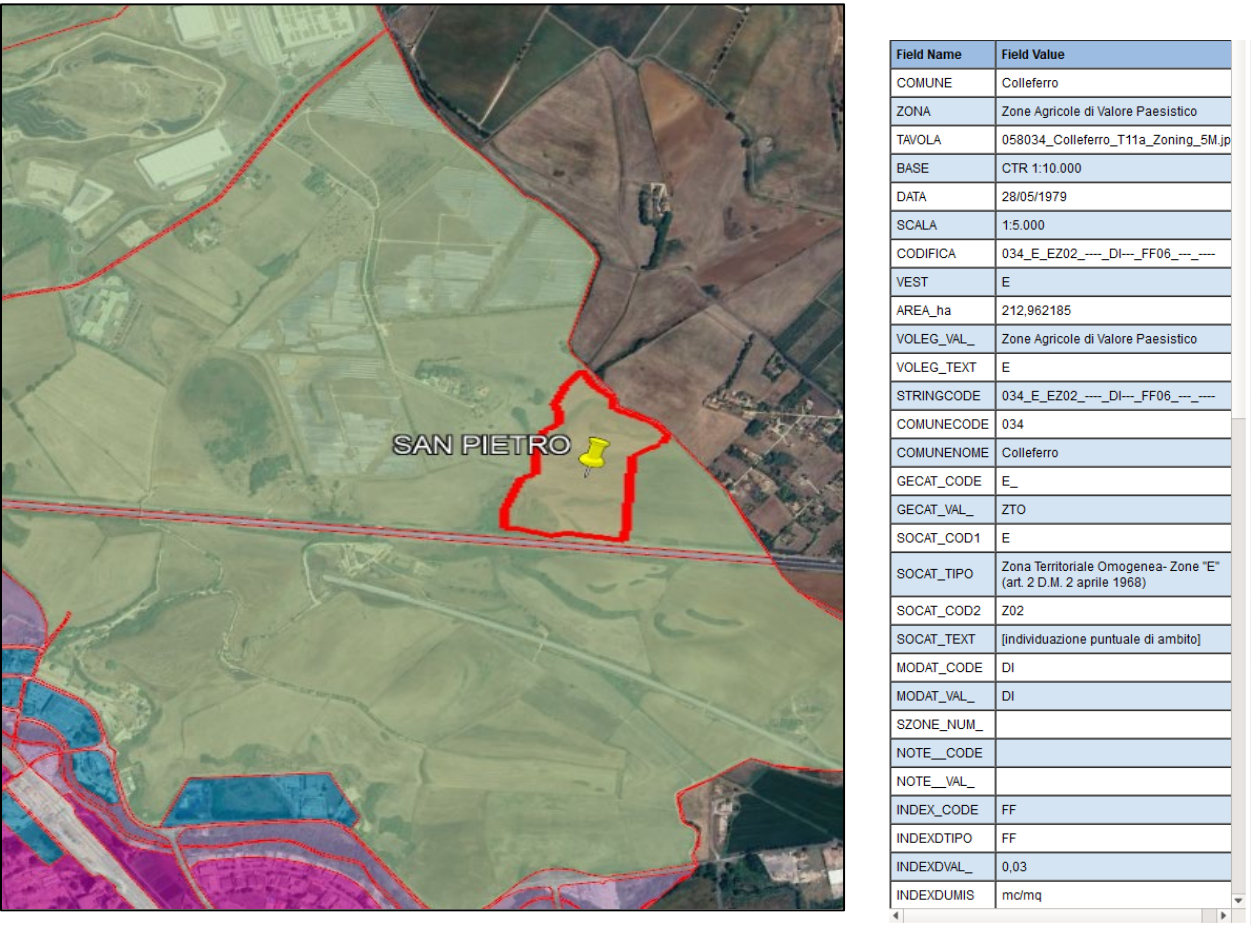 SAN PIETRO
Field Name Field Value
COMUNE Colleferro
ZONA Zone Agricole di Valore Paesistico
TAVOLA 058034_Colleferro_T11a_Zoning_5M.jp
BASE CTR 1:10.000
DATA 28/05/1979
SCALA 1:5.000
CODIFICA 034_E_EZ02_----_DI---_FF06_---_----
VEST E
AREA_ha 212,962185
VOLEG_VAL_ Zone Agricole di Valore Paesistico
VOLEG_TEXT E
STRINGCODE 034_E_EZ02_----_DI---_FF06_---_----
COMUNECODE 034
COMUNENOME Colleferro
GECAT_CODE E_
GECAT_VAL_ ZTO
SOCAT_COD1 E
SOCAT_TIPO Zona Territoriale Omogenea- Zone "E"
(art. 2 D.M. 2 aprile 1968)
SOCAT_COD2 Z02
SOCAT_TEXT [individuazione puntuale di ambito]
MODAT_CODE DI
MODAT_VAL_ DI
SZONE_NUM_
NOTE__CODE
NOTE__VAL_
INDEX_CODE FF
INDEXDTIPO FF
INDEXDVAL_ 0,03
INDEXDUMIS mc/mq